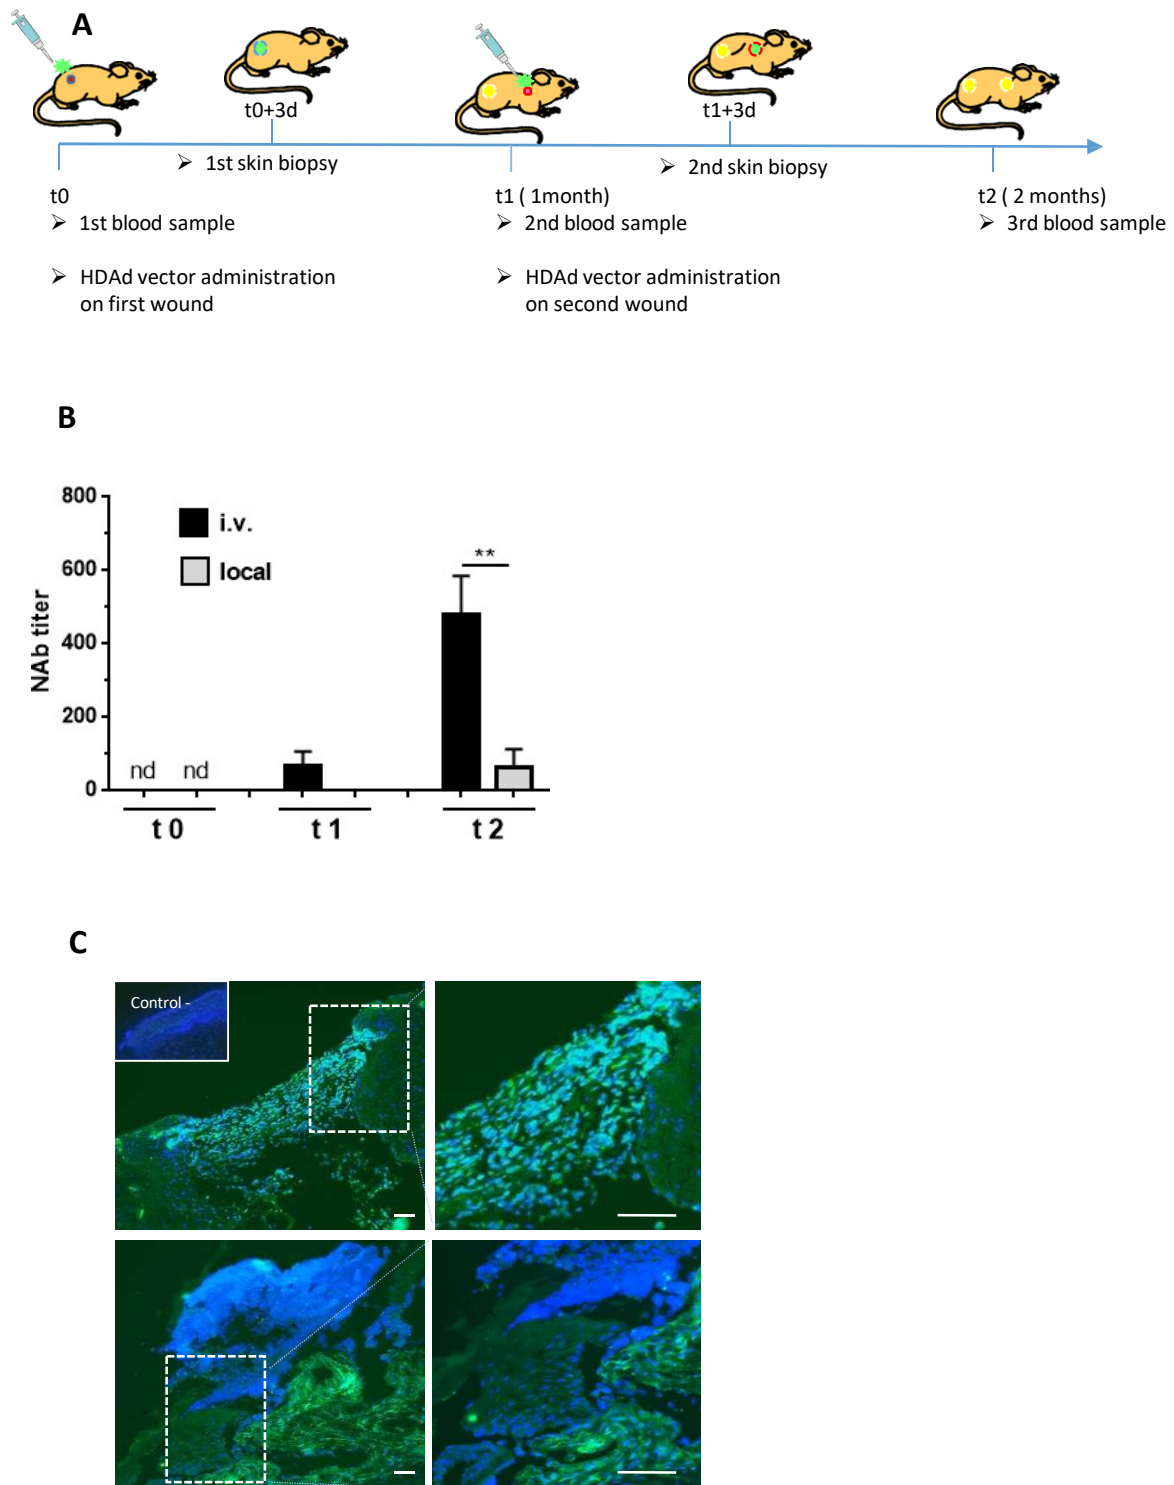 A
t0+3d
t1+3d
➢ 1st skin biopsy
➢ 2nd skin biopsy
t0
t1 ( 1month)
t2 ( 2 months)
➢ 1st blood sample
➢ 2nd blood sample
➢ 3rd blood sample
➢ HDAd vector administration
on first wound
➢ HDAd vector administration
on second wound
B
800
600
400
200
0
NAb titer
i.v.
local
**
nd
nd
t 0
t 1
t 2
C
Control -